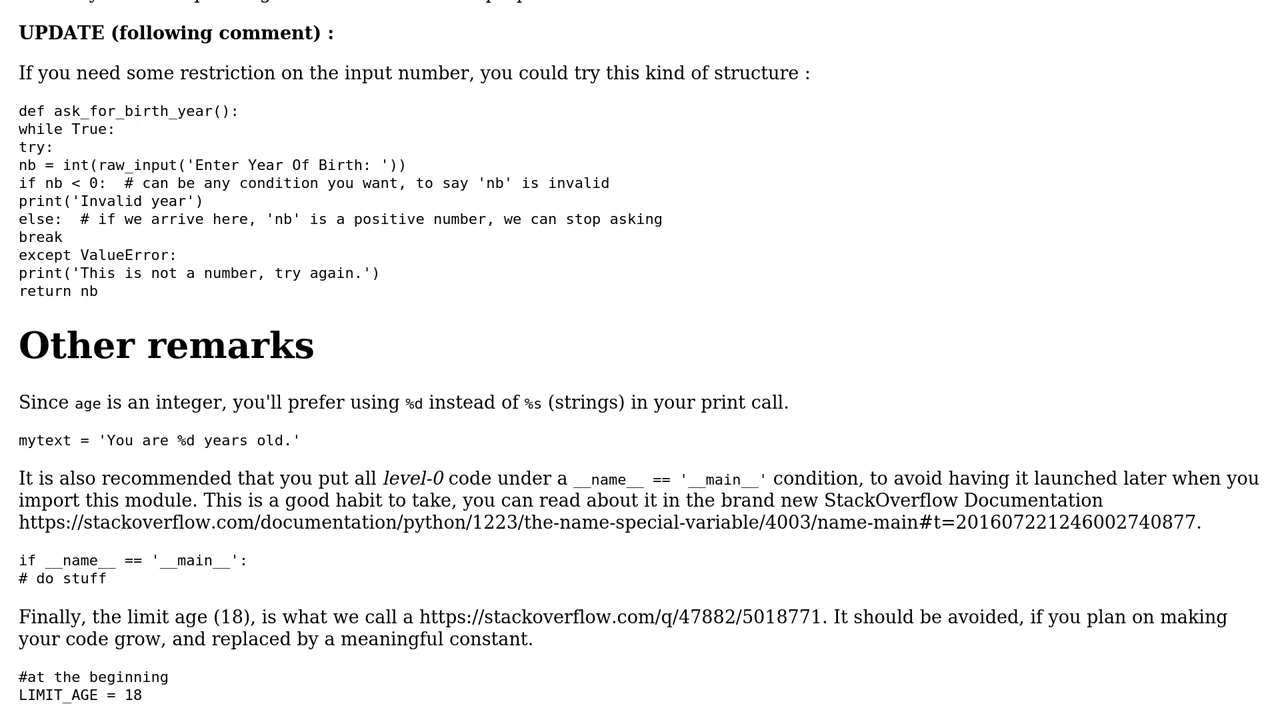 UPDATE (following comment) :
If you need some restriction on the input number, you could try this kind of structure :
def ask_for_birth_year():
while True:
try:
nb = int(raw_input('Enter Year Of Birth: '))
if nb < 0:  # can be any condition you want, to say 'nb' is invalid
print('Invalid year')
else:  # if we arrive here, 'nb' is a positive number, we can stop asking
break
except ValueError:
print('This is not a number, try again.')
return nb
Other remarks
Since age is an integer, you'll prefer using %d instead of %s (strings) in your print call.
mytext = 'You are %d years old.'
It is also recommended that you put all level-0 code under a __name__ == '__main__' condition, to avoid having it launched later when you
import this module. This is a good habit to take, you can read about it in the brand new StackOverflow Documentation
https://stackoverflow.com/documentation/python/1223/the-name-special-variable/4003/name-main#t=201607221246002740877.
if __name__ == '__main__':
# do stuff
Finally, the limit age (18), is what we call a https://stackoverflow.com/q/47882/5018771. It should be avoided, if you plan on making
your code grow, and replaced by a meaningful constant.
#at the beginning
LIMIT_AGE = 18